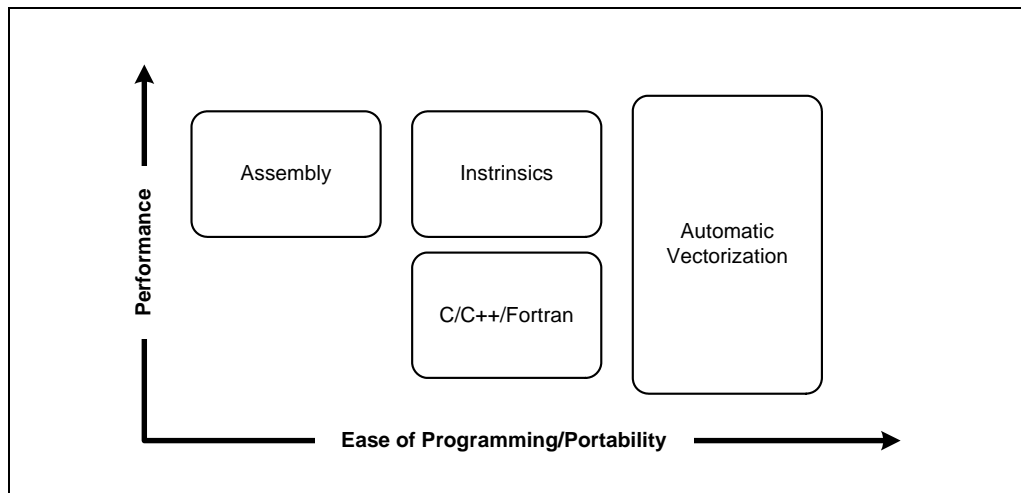 Performance
Assembly
Instrinsics
C/C++/Fortran
Automatic
Vectorization
Ease of Programming/Portability